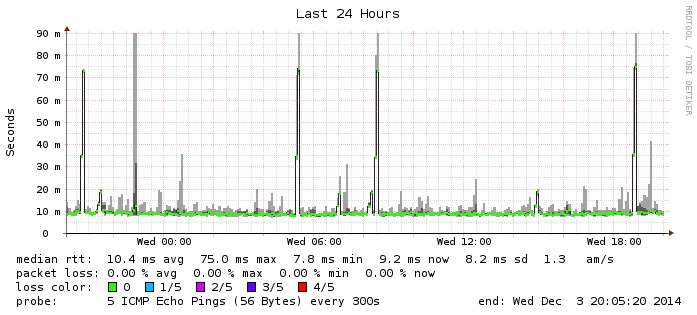 Last 24 Hours
RRDTOOL / TOBI OETIKER
Seconds
90 m
80 m
70 m
60 m
50 m
40 m
30 m
20 m
10 m
0
Wed 00:00 Wed 06:00 Wed 12:00 Wed 18:00
median rtt: 10.4 ms avg 75.0 ms max 7.8 ms min 9.2 ms now 8.2 ms sd 1.3 am/s
packet loss: 0.00 % avg 0.00 % max 0.00 % min 0.00 % now
loss color: 0 1/5 2/5 3/5 4/5
probe: 5 ICMP Echo Pings (56 Bytes) every 300s end: Wed Dec 3 20:05:20 2014